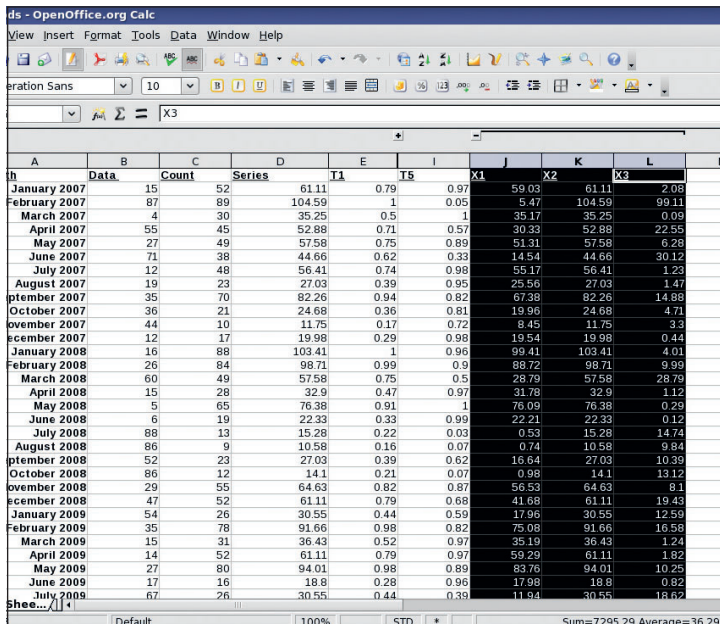 ds - OpenOffice.org Calc
View Insert Format Tools Data Window Help
eration Sans 10
X3
A B C D E I J K L
th Data Count Series T1 T5 X1 X2 X3
January 2007 15 52 61.11 0.79 0.97 59.03 61.11 2.08
February 2007 87 89 104.59 1 0.05 5.47 104.59 99.11
March 2007 4 30 35.25 0.5 1 35.17 35.25 0.09
April 2007 55 45 52.88 0.71 0.57 30.33 52.88 22.55
May 2007 27 49 57.58 0.75 0.89 51.31 57.58 6.28
June 2007 71 38 44.66 0.62 0.33 14.54 44.66 30.12
July 2007 12 48 56.41 0.74 0.98 55.17 56.41 1.23
August 2007 19 23 27.03 0.39 0.95 25.56 27.03 1.47
ptember 2007 35 70 82.26 0.94 0.82 67.38 82.26 14.88
October 2007 36 21 24.68 0.36 0.81 19.96 24.68 4.71
ovember 2007 44 10 11.75 0.17 0.72 8.45 11.75 3.3
ecember 2007 12 17 19.98 0.29 0.98 19.54 19.98 0.44
January 2008 16 88 103.41 1 0.96 99.41 103.41 4.01
February 2008 26 84 98.71 0.99 0.9 88.72 98.71 9.99
March 2008 60 49 57.58 0.75 0.5 28.79 57.58 28.79
April 2008 15 28 32.9 0.47 0.97 31.78 32.9 1.12
May 2008 5 65 76.38 0.91 1 76.09 76.38 0.29
June 2008 6 19 22.33 0.33 0.99 22.21 22.33 0.12
July 2008 88 13 15.28 0.22 0.03 0.53 15.28 14.74
August 2008 86 9 10.58 0.16 0.07 0.74 10.58 9.84
ptember 2008 52 23 27.03 0.39 0.62 16.64 27.03 10.39
October 2008 86 12 14.1 0.21 0.07 0.98 14.1 13.12
ovember 2008 29 55 64.63 0.82 0.87 56.53 64.63 8.1
ecember 2008 47 52 61.11 0.79 0.68 41.68 61.11 19.43
January 2009 54 26 30.55 0.44 0.59 17.96 30.55 12.59
February 2009 35 78 91.66 0.98 0.82 75.08 91.66 16.58
March 2009 15 31 36.43 0.52 0.97 35.19 36.43 1.24
April 2009 14 52 61.11 0.79 0.97 59.29 61.11 1.82
May 2009 27 80 94.01 0.98 0.89 83.76 94.01 10.25
June 2009 17 16 18.8 0.28 0.96 17.98 18.8 0.82
July 2009 67 26 30.55 0.44 0.39 11.94 30.55 18.62
Shee...
Default 100% STD * Sum=7295.29 Average=36.29